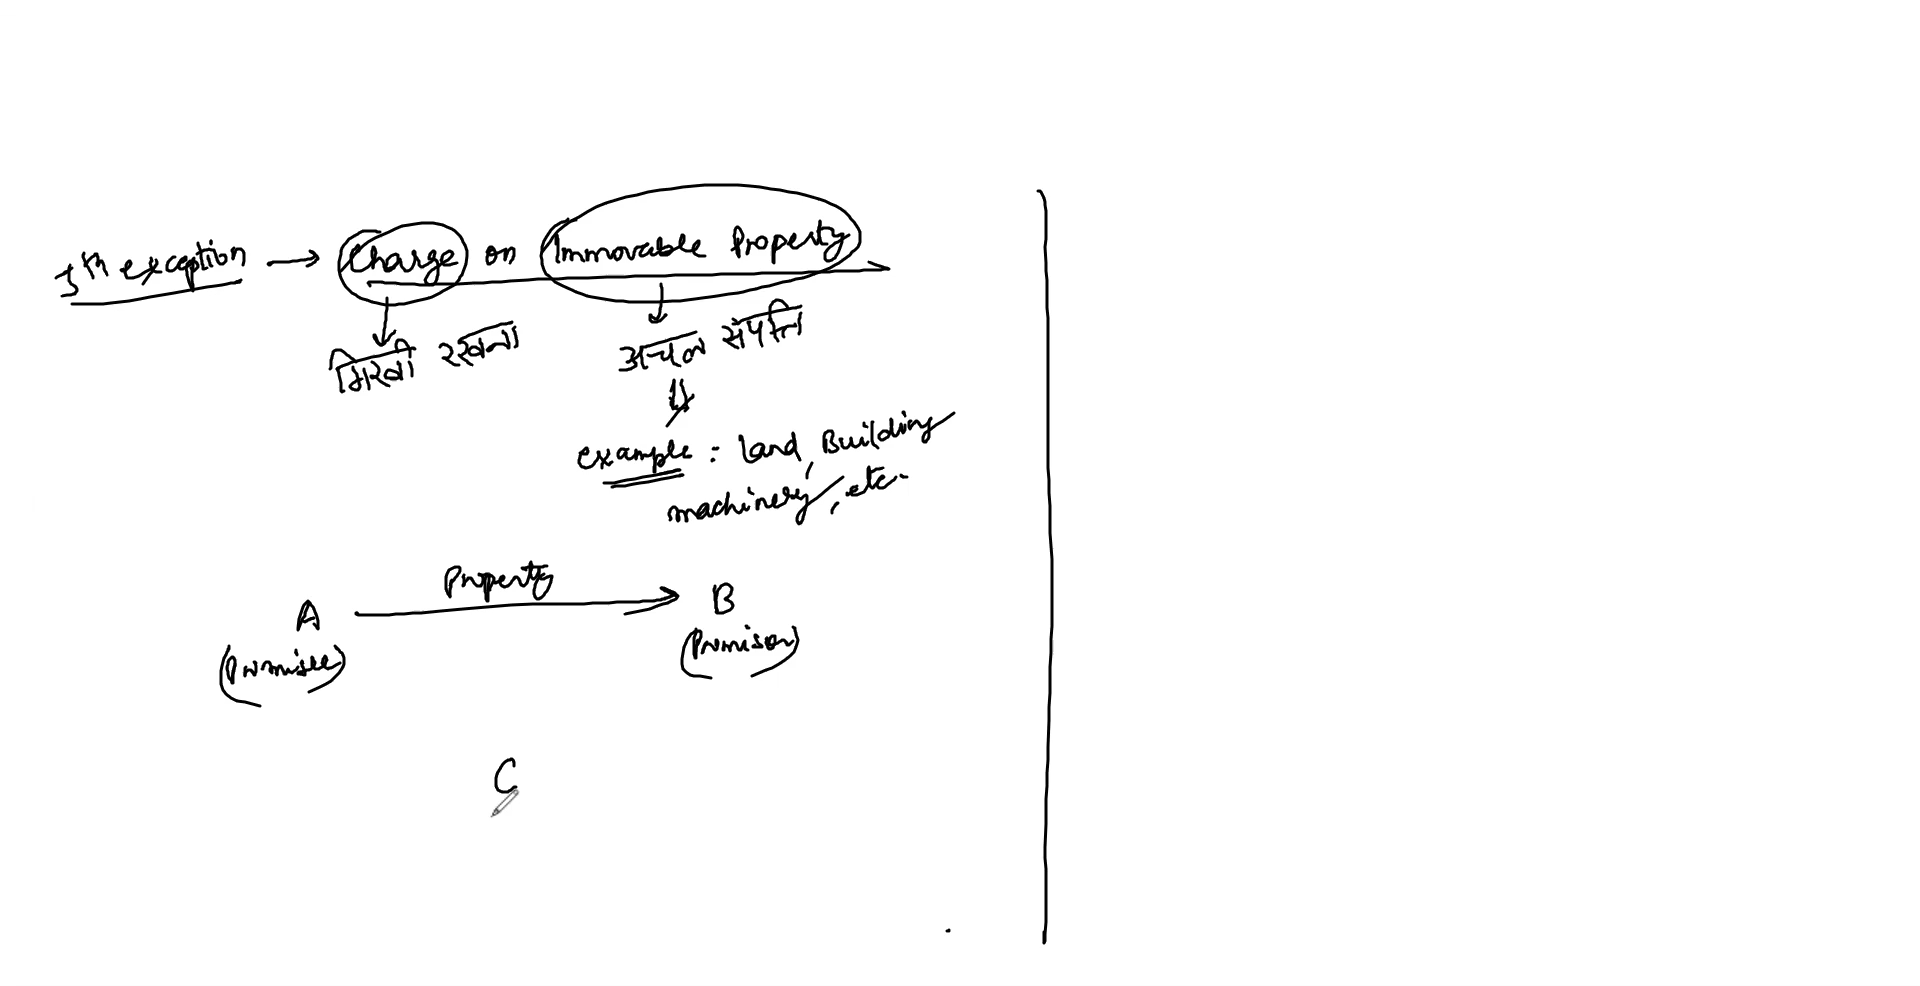 5th exception → Charge on Immovable Property
गिरवी रखना अचल संपत्ति
example : Land, Building
machinery, etc.
Property
A B
(Promisee) (Promisor)
C